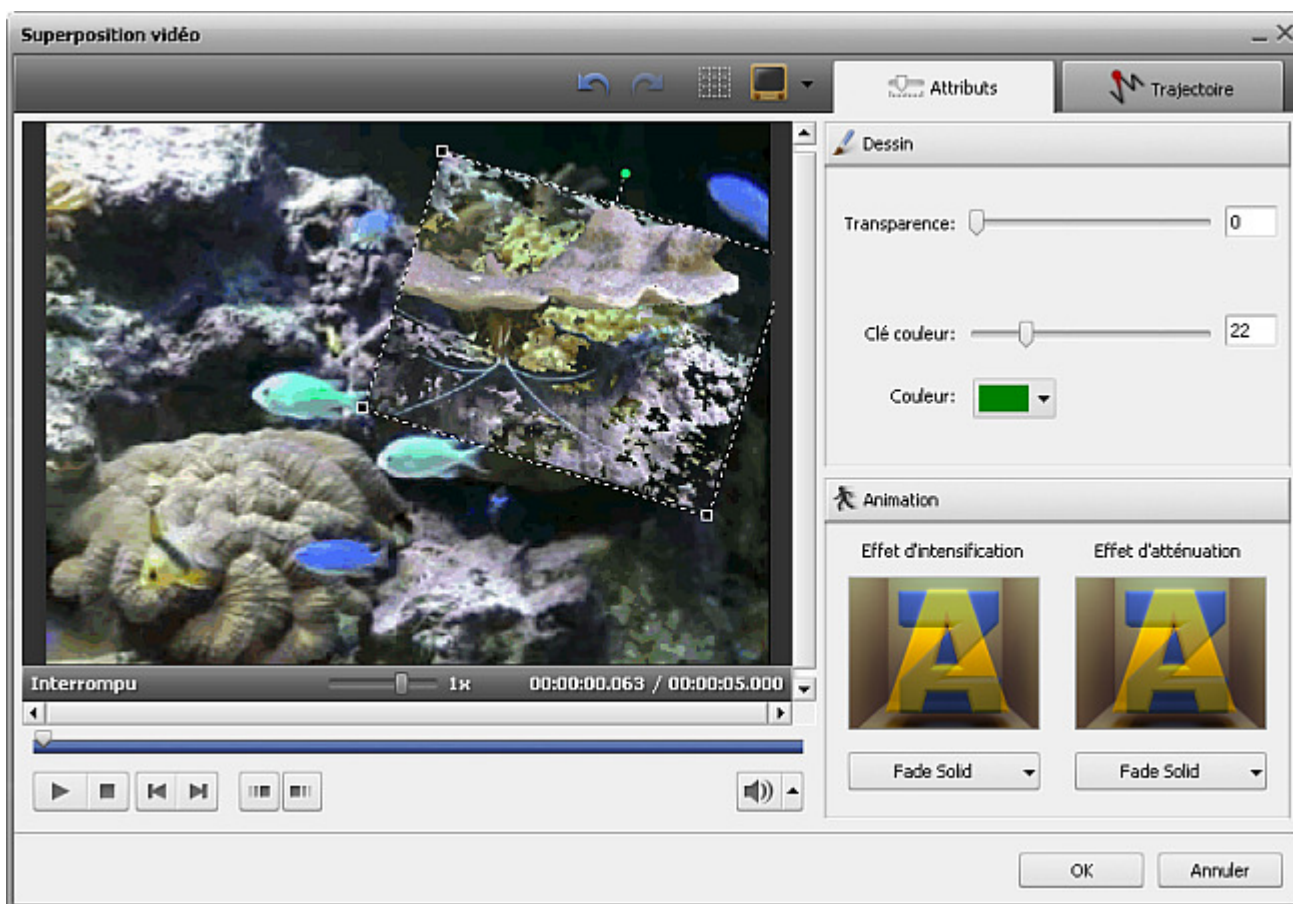 Superposition vidéo
Attributs
Trajectoire
Dessin
Transparence: 0
Clé couleur: 22
Couleur:
Animation
Effet d'intensification Effet d'atténuation
A A
Interrompu 1x 00:00:00.063 / 00:00:05.000
Fade Solid Fade Solid
OK Annuler